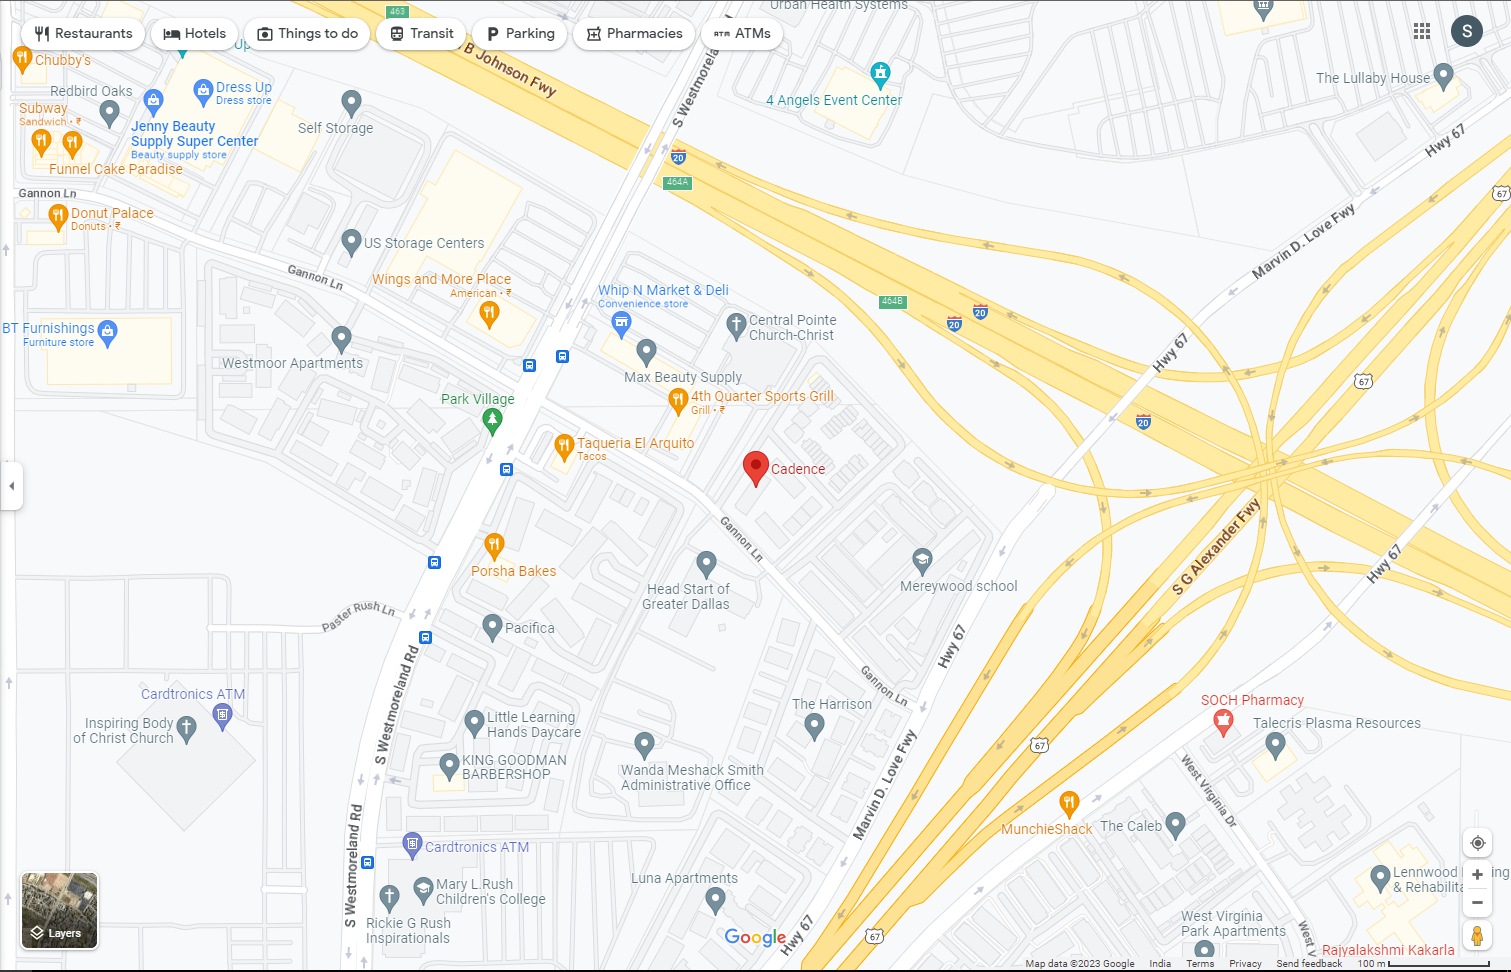 463
Urban Health Systems
Restaurants
Hotels
Things to do
Transit
Parking
Pharmacies
ATMs
S
Up
B Johnson Fwy
S Westmoreland
Chubby's
Redbird Oaks
Dress Up
Dress store
Subway
Sandwich • ₹
Jenny Beauty
Supply Super Center
Beauty supply store
Self Storage
Funnel Cake Paradise
4 Angels Event Center
The Lullaby House
Hwy 67
20
464A
67
Gannon Ln
Donut Palace
Donuts • ₹
US Storage Centers
Marvin D. Love Fwy
Gannon Ln
Wings and More Place
American • ₹
Whip N Market & Deli
Convenience store
464B
20
20
BT Furnishings
Furniture store
Central Pointe
Church-Christ
Westmoor Apartments
Max Beauty Supply
Hwy 67
67
Park Village
4th Quarter Sports Grill
Grill • ₹
20
Taqueria El Arquito
Tacos
Cadence
Gannon Ln
S G Alexander Fwy
Porsha Bakes
Head Start of
Greater Dallas
Mereywood school
Hwy 67
Paster Rush Ln
Pacifica
Hwy 67
S Westmoreland Rd
Gannon Ln
Cardtronics ATM
Inspiring Body
of Christ Church
Little Learning
Hands Daycare
The Harrison
SOCH Pharmacy
Talecris Plasma Resources
67
KING GOODMAN
BARBERSHOP
Wanda Meshack Smith
Administrative Office
Marvin D. Love Fwy
West Virginia Dr
S Westmoreland Rd
MunchieShack
The Caleb
Cardtronics ATM
Mary L.Rush
Children's College
Luna Apartments
Lennwood
& Rehabilita
Rickie G Rush
Inspirationals
Layers
Google
Hwy 67
67
West Virginia
Park Apartments
West V
Rajyalakshmi Kakarla
Map data ©2023 Google
India
Terms
Privacy
Send feedback
100 m